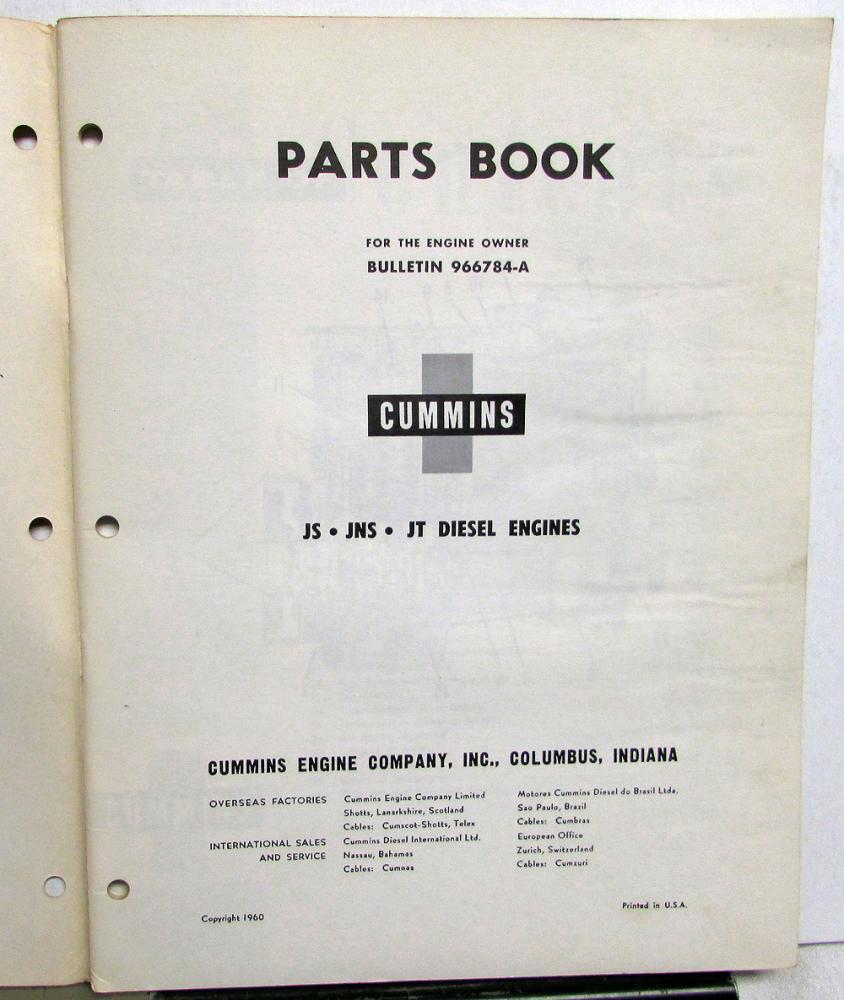 PARTS BOOK
FOR THE ENGINE OWNER
BULLETIN 966784-A
CUMMINS
JS • JNS • JT DIESEL ENGINES
CUMMINS ENGINE COMPANY, INC., COLUMBUS, INDIANA
OVERSEAS FACTORIES
Cummins Engine Company Limited
Shotts, Lanarkshire, Scotland
Cables: Cumscot-Shotts, Telex
Motores Cummins Diesel do Brasil Ltda.
Sao Paulo, Brazil
Cables: Cumbras
INTERNATIONAL SALES
AND SERVICE
Cummins Diesel International Ltd.
Nassau, Bahamas
Cables: Cumnas
European Office
Zurich, Switzerland
Cables: Cumzuri
Copyright 1960
Printed in U.S.A.